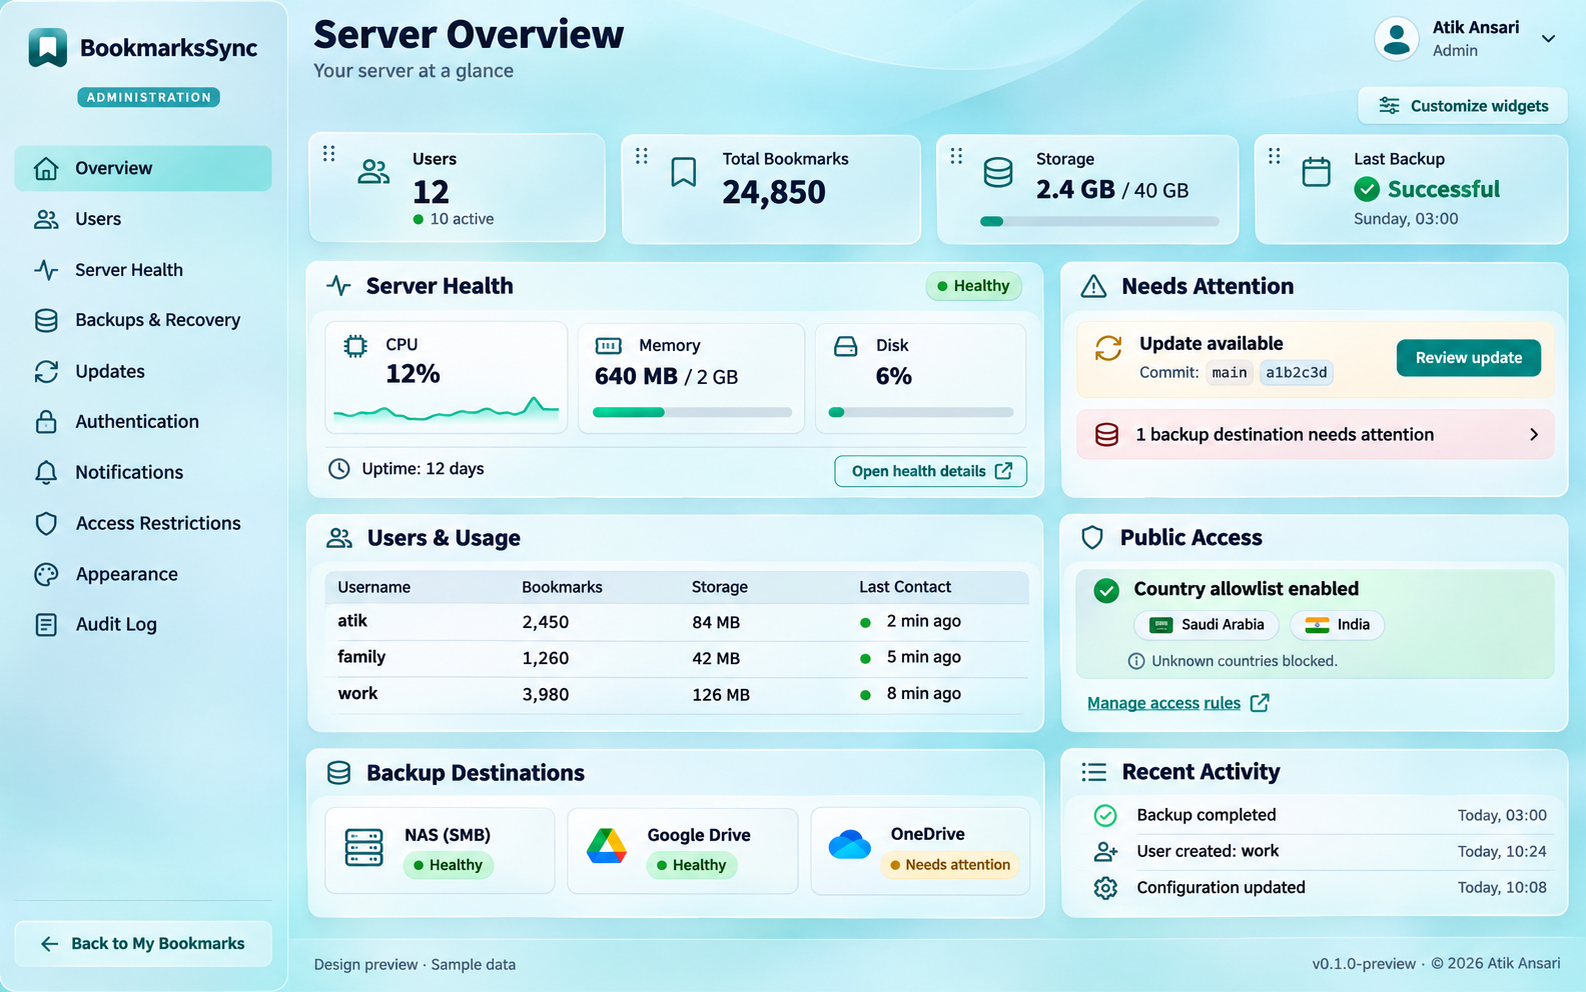 BookmarksSync
ADMINISTRATION
Overview
Users
Server Health
Backups & Recovery
Updates
Authentication
Notifications
Access Restrictions
Appearance
Audit Log
Back to My Bookmarks
Server Overview
Your server at a glance
Atik Ansari
Admin
Customize widgets
Users
12
10 active
Total Bookmarks
24,850
Storage
2.4 GB / 40 GB
Last Backup
Successful
Sunday, 03:00
Server Health
Healthy
CPU
12%
Memory
640 MB / 2 GB
Disk
6%
Uptime: 12 days
Open health details
Needs Attention
Update available
Commit: main a1b2c3d
Review update
1 backup destination needs attention
Users & Usage
Username Bookmarks Storage Last Contact
atik 2,450 84 MB 2 min ago
family 1,260 42 MB 5 min ago
work 3,980 126 MB 8 min ago
Public Access
Country allowlist enabled
Saudi Arabia India
Unknown countries blocked.
Manage access rules
Backup Destinations
NAS (SMB)
Healthy
Google Drive
Healthy
OneDrive
Needs attention
Recent Activity
Backup completed Today, 03:00
User created: work Today, 10:24
Configuration updated Today, 10:08
Design preview · Sample data
v0.1.0-preview · © 2026 Atik Ansari